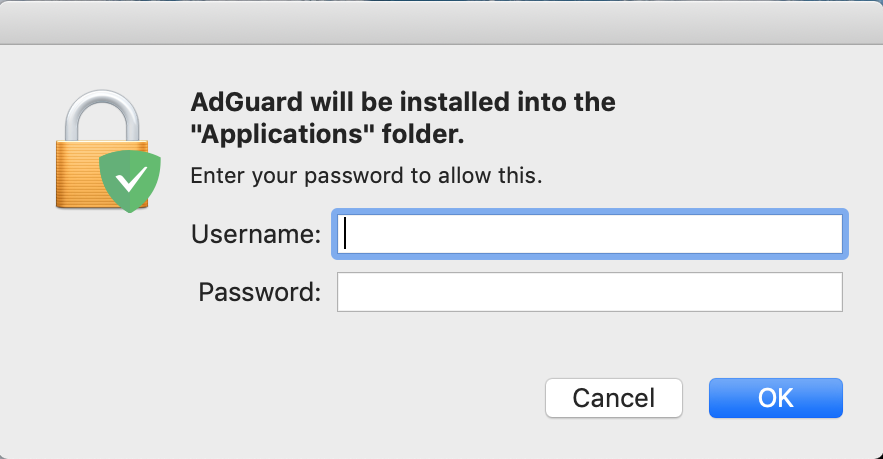 AdGuard will be installed into the
"Applications" folder.
Enter your password to allow this.
Username:
Password:
Cancel
OK